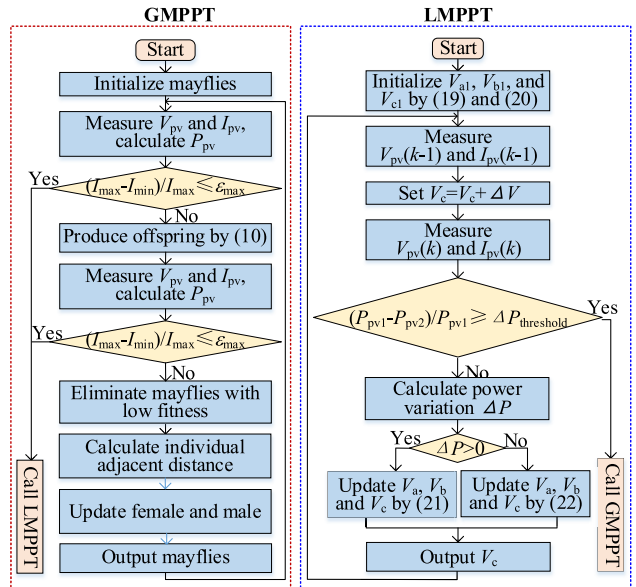 GMPPT
Start
Initialize mayflies
Measure Vpv and Ipv,
calculate Ppv
Yes
(Imax-Imin)/Imax⩽εmax
No
Produce offspring by (10)
Measure Vpv and Ipv,
calculate Ppv
Yes
(Imax-Imin)/Imax⩽εmax
No
Eliminate mayflies with
low fitness
Calculate individual
adjacent distance
Update female and male
Output mayflies
Call LMPPT
LMPPT
Start
Initialize Va1, Vb1, and
Vc1 by (19) and (20)
Measure
Vpv(k-1) and Ipv(k-1)
Set Vc=Vc+ΔV
Measure
Vpv(k) and Ipv(k)
(Ppv1-Ppv2)/Ppv1⩾ΔPthreshold
Yes
No
Calculate power
variation ΔP
Yes
ΔP>0
No
Update Va, Vb
and Vc by (21)
Update Va, Vb
and Vc by (22)
Output Vc
Call GMPPT